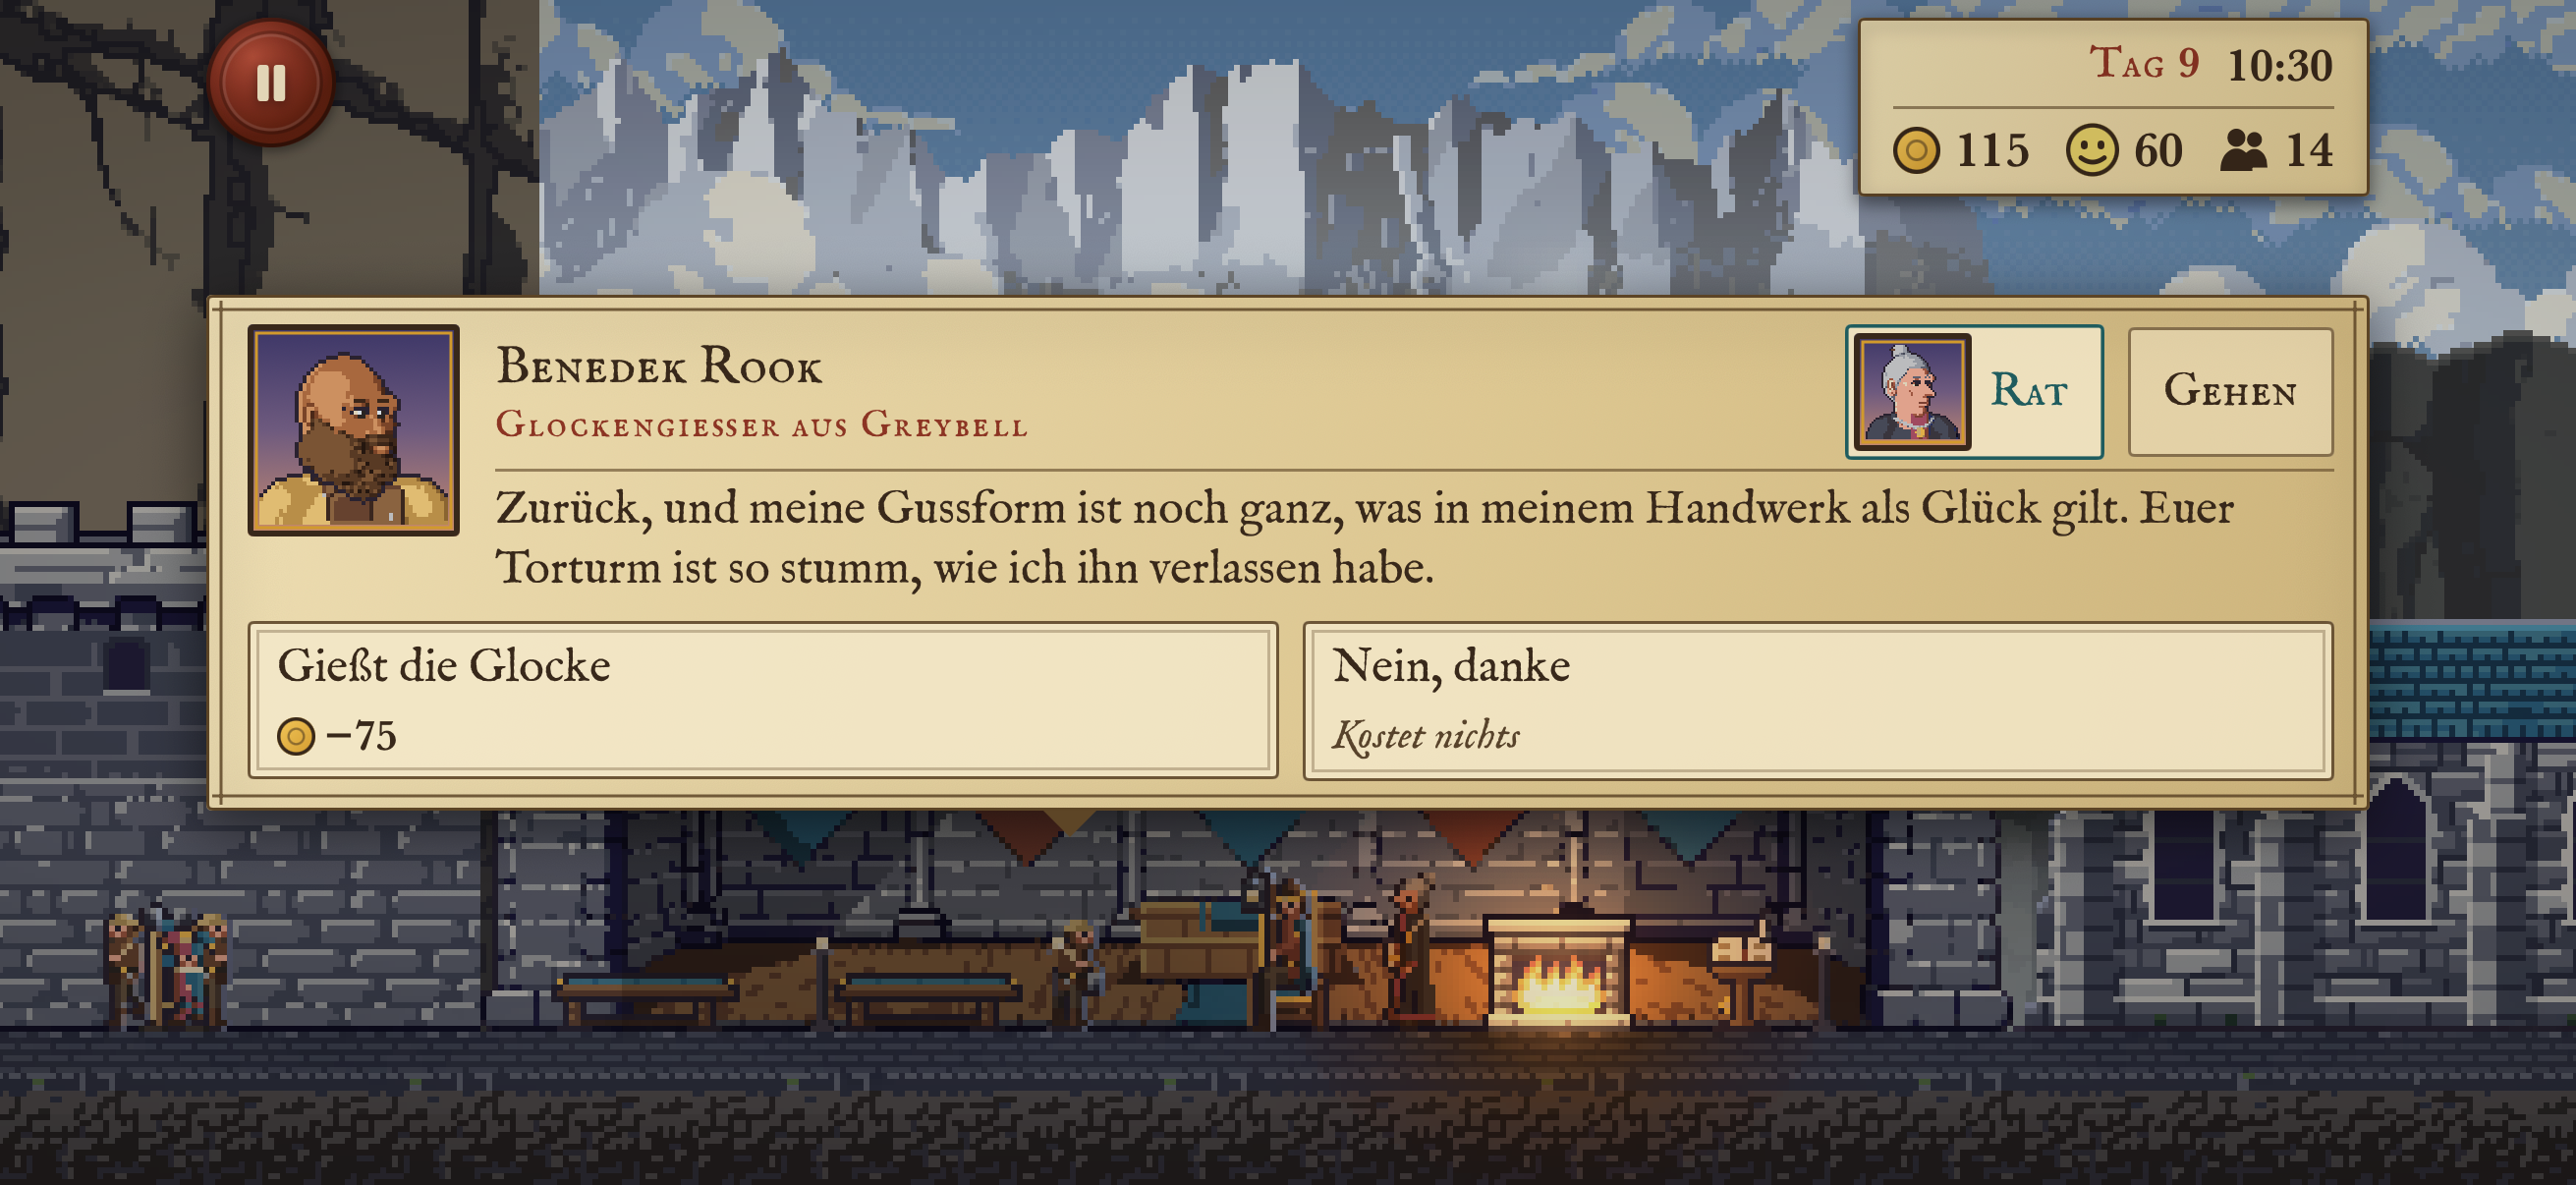 Tag 9 10:30
115 60 14
Benedek Rook
Glockengiesser aus Greybell
Rat
Gehen
Zurück, und meine Gussform ist noch ganz, was in meinem Handwerk als Glück gilt. Euer
Torturm ist so stumm, wie ich ihn verlassen habe.
Gießt die Glocke
−75
Nein, danke
Kostet nichts